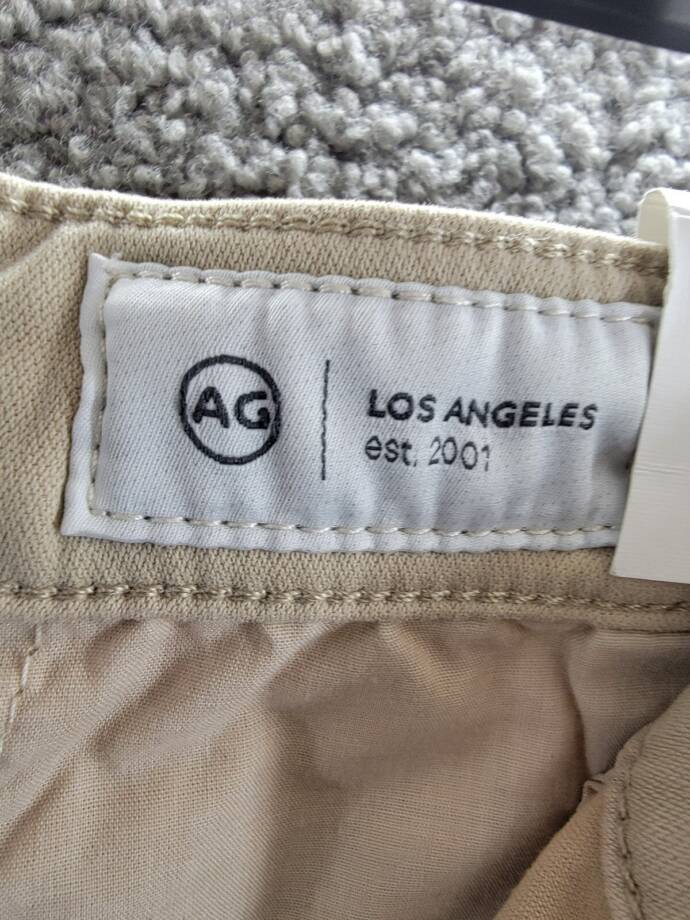 AG
LOS ANGELES
est. 2001